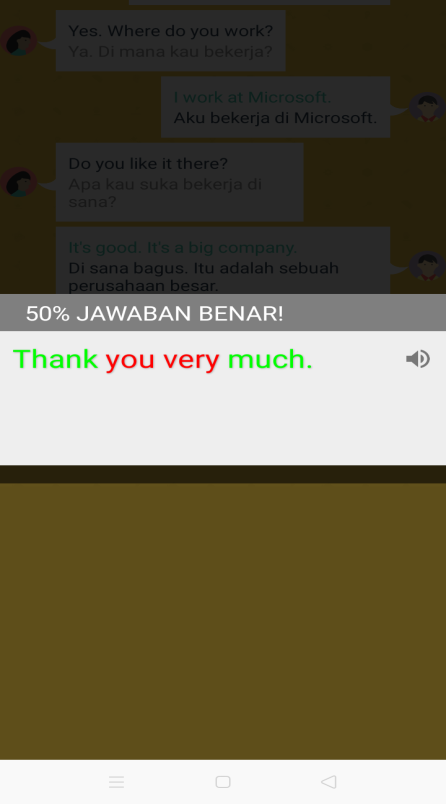 Yes. Where do you work?
Ya. Di mana kau bekerja?
I work at Microsoft.
Aku bekerja di Microsoft.
Do you like it there?
Apa kau suka bekerja di
sana?
It's good. It's a big company.
Di sana bagus. Itu adalah sebuah
perusahaan besar.
50% JAWABAN BENAR!
Thank you very much.